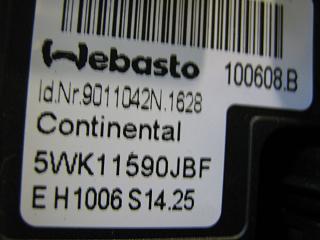 Webasto 100608.B
Id.Nr.9011042N.1628
Continental
5WK11590JBF
E H1006 S14.25